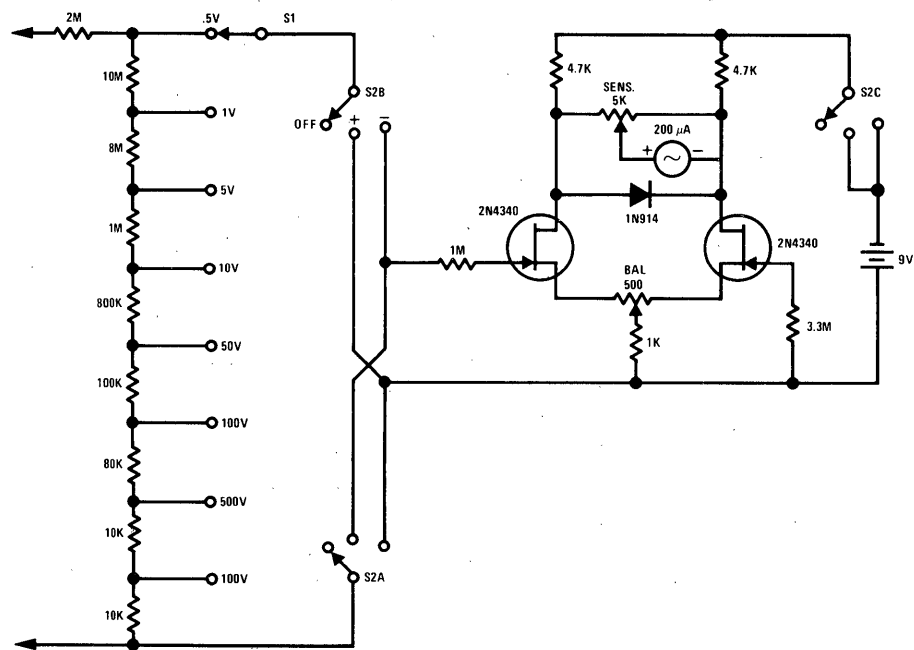 2M
.5V
S1
10M
1V
8M
5V
1M
10V
800K
50V
100K
100V
80K
500V
10K
100V
10K
S2B
OFF
+
−
S2A
1M
2N4340
4.7K
4.7K
SENS.
5K
200 μA
+
−
1N914
2N4340
BAL
500
1K
3.3M
S2C
9V